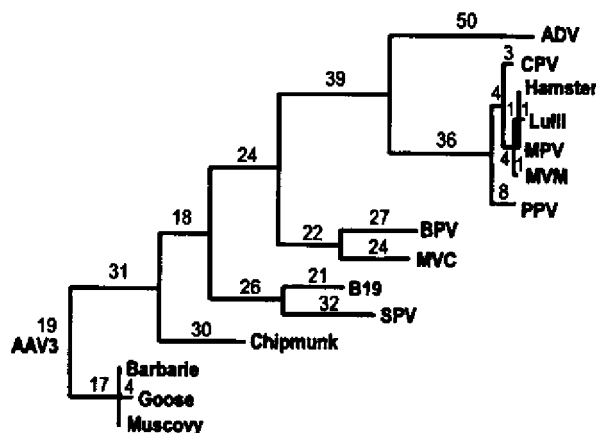 50 ADV
3 CPV
39 4 Hamster
1 1 LuIII
36 4 MPV
1 MVM
24 8 PPV
27 BPV
18 22
24 MVC
31 21 B19
26 32 SPV
19 30 Chipmunk
AAV3
Barbarie
17 4 Goose
Muscovy